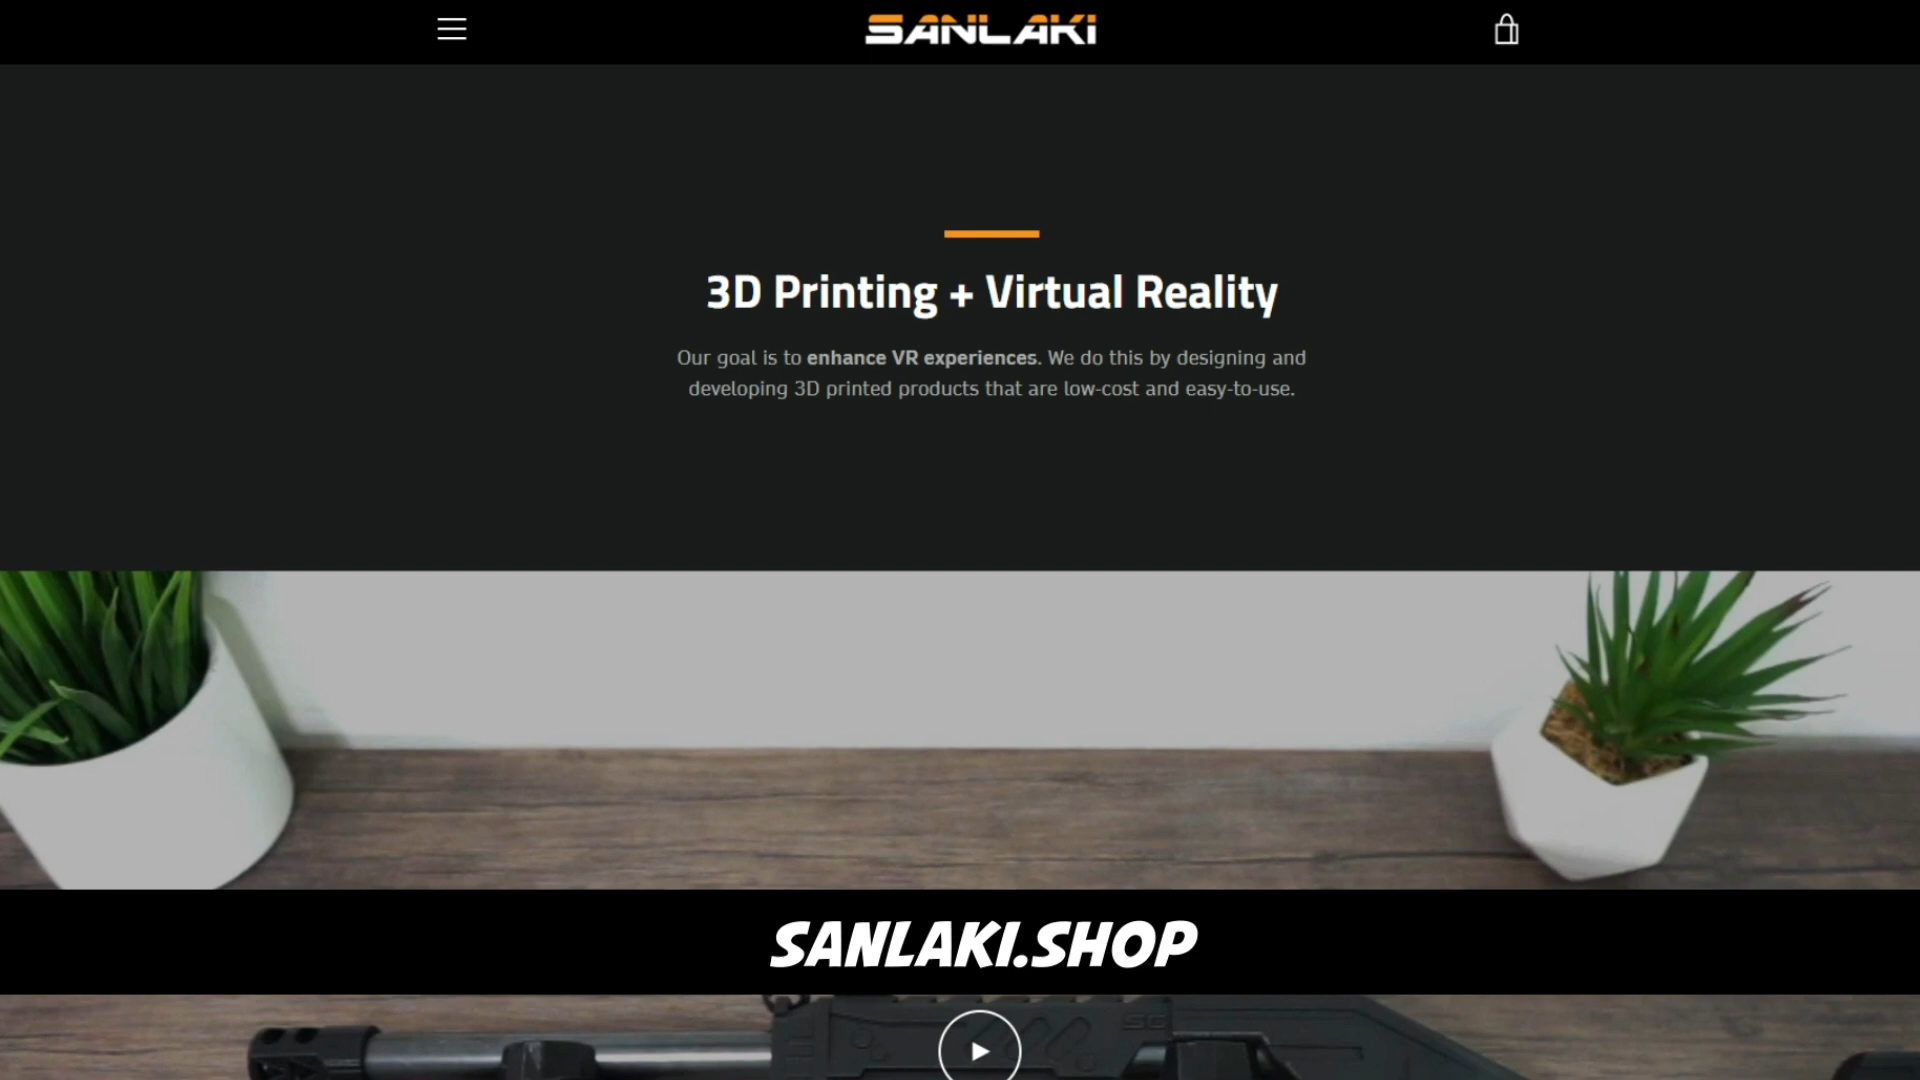 SANLAKI
3D Printing + Virtual Reality
Our goal is to enhance VR experiences. We do this by designing and
developing 3D printed products that are low-cost and easy-to-use.
SANLAKI.SHOP